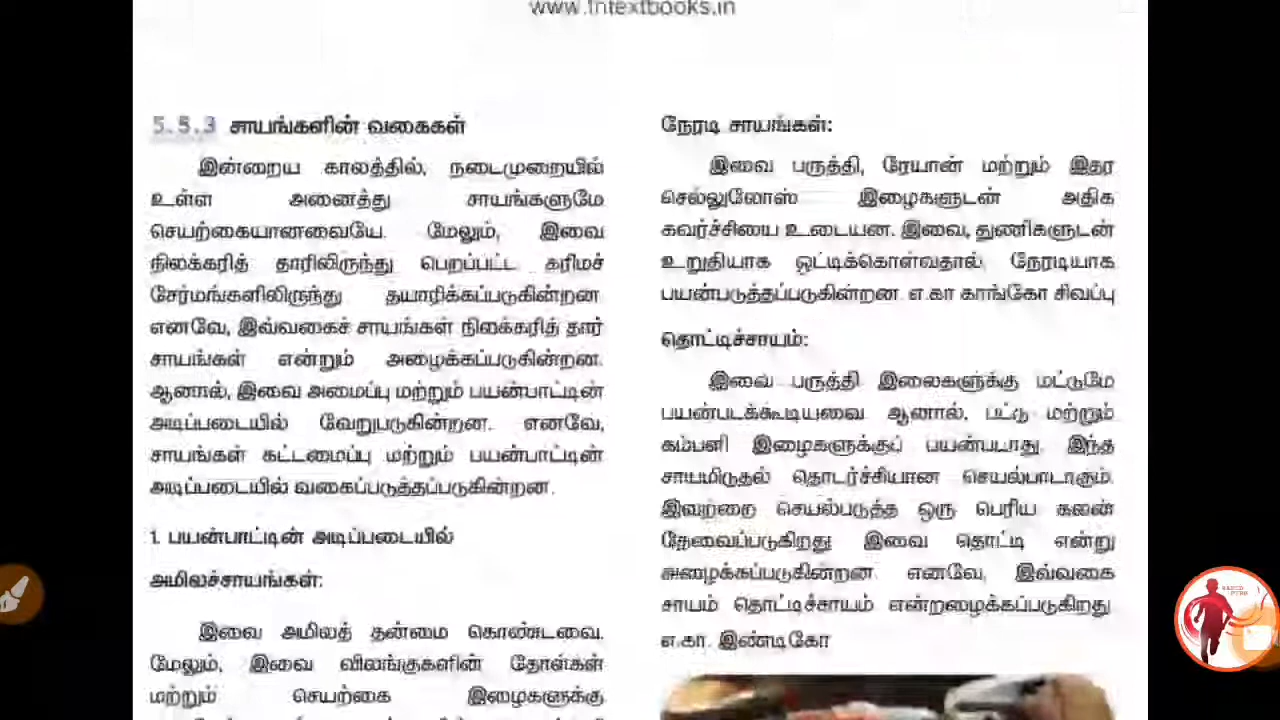 www.tntextbooks.in
5.5.3 சாயங்களின் வகைகள்
இன்றைய காலத்தில், நடைமுறையில்
உள்ள அனைத்து சாயங்களுமே
செயற்கையானவையே. மேலும், இவை
நிலக்கரித் தாரிலிருந்து பெறப்பட்ட கரிமச்
சேர்மங்களிலிருந்து தயாரிக்கப்படுகின்றன.
எனவே, இவ்வகைச் சாயங்கள் நிலக்கரித் தார்
சாயங்கள் என்றும் அழைக்கப்படுகின்றன.
ஆனால், இவை அமைப்பு மற்றும் பயன்பாட்டின்
அடிப்படையில் வேறுபடுகின்றன. எனவே,
சாயங்கள் கட்டமைப்பு மற்றும் பயன்பாட்டின்
அடிப்படையில் வகைப்படுத்தப்படுகின்றன.
1. பயன்பாட்டின் அடிப்படையில்
அமிலச்சாயங்கள்:
இவை அமிலத் தன்மை கொண்டவை.
மேலும், இவை விலங்குகளின் தோல்கள்
மற்றும் செயற்கை இழைகளுக்கு
நேரடி சாயங்கள்:
இவை பருத்தி, ரேயான் மற்றும் இதர
செல்லுலோஸ் இழைகளுடன் அதிக
கவர்ச்சியை உடையன. இவை, துணிகளுடன்
உறுதியாக ஒட்டிக்கொள்வதால், நேரடியாக
பயன்படுத்தப்படுகின்றன. எ.கா காங்கோ சிவப்பு
தொட்டிச்சாயம்:
இவை பருத்தி இலைகளுக்கு மட்டுமே
பயன்படக்கூடியவை ஆனால், பட்டு மற்றும்
கம்பளி இழைகளுக்குப் பயன்படாது. இந்த
சாயமிடுதல் தொடர்ச்சியான செயல்பாடாகும்.
இவற்றை செயல்படுத்த ஒரு பெரிய கலன்
தேவைப்படுகிறது இவை தொட்டி என்று
அழைக்கப்படுகின்றன. எனவே, இவ்வகை
சாயம் தொட்டிச்சாயம் என்றழைக்கப்படுகிறது
எ.கா. இண்டிகோ